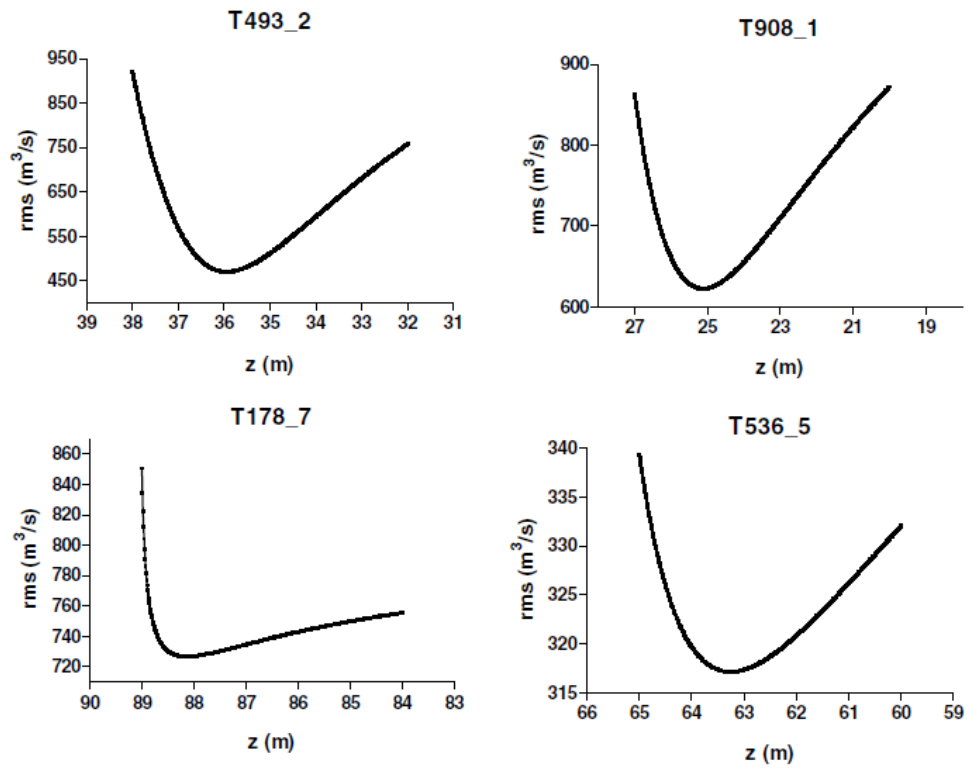 T493_2
950
850
750
650
550
450
rms (m³/s)
39 38 37 36 35 34 33 32 31
z (m)
T908_1
900
800
700
600
rms (m³/s)
27 25 23 21 19
z (m)
T178_7
860
840
820
800
780
760
740
720
rms (m³/s)
90 89 88 87 86 85 84 83
z (m)
T536_5
340
335
330
325
320
315
rms (m³/s)
66 65 64 63 62 61 60 59
z (m)